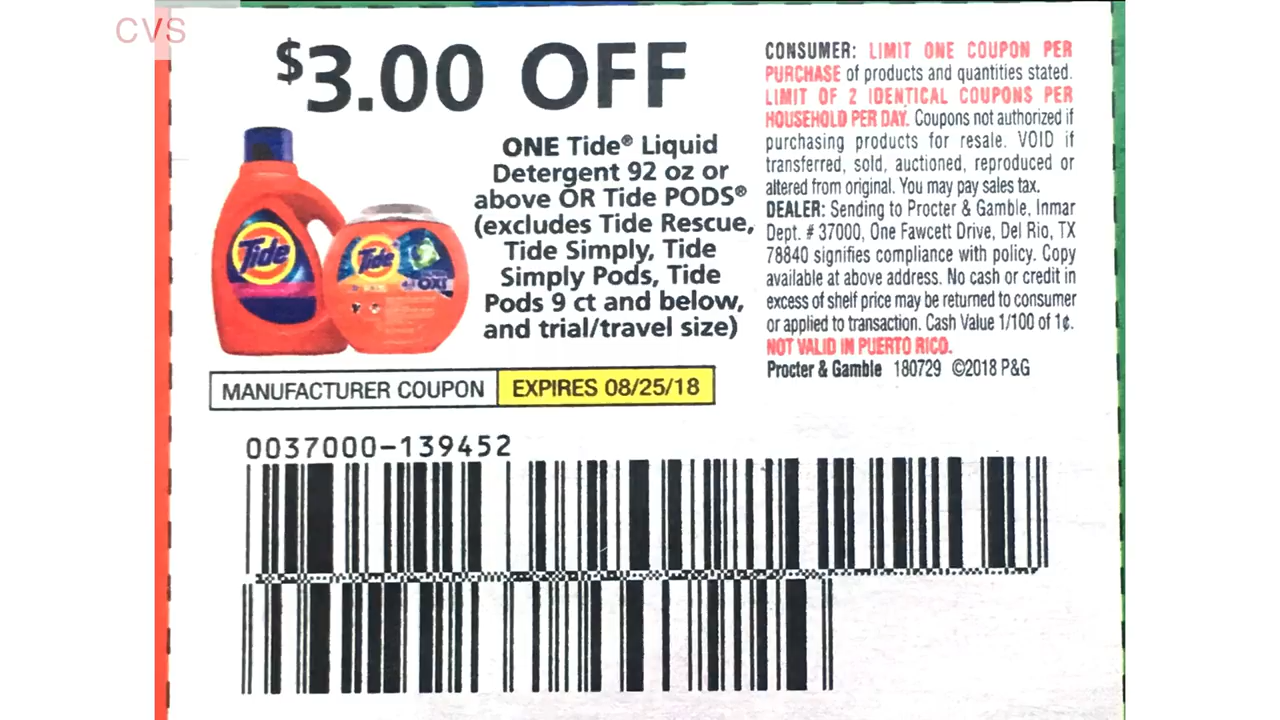 CVS
$3.00 OFF
ONE Tide® Liquid
Detergent 92 oz or
above OR Tide PODS®
(excludes Tide Rescue,
Tide Simply, Tide
Simply Pods, Tide
Pods 9 ct and below,
and trial/travel size)
Tide
Tide
OXI
MANUFACTURER COUPON
EXPIRES 08/25/18
CONSUMER: LIMIT ONE COUPON PER
PURCHASE of products and quantities stated.
LIMIT OF 2 IDENTICAL COUPONS PER
HOUSEHOLD PER DAY. Coupons not authorized if
purchasing products for resale. VOID if
transferred, sold, auctioned, reproduced or
altered from original. You may pay sales tax.
DEALER: Sending to Procter & Gamble, Inmar
Dept. # 37000, One Fawcett Drive, Del Rio, TX
78840 signifies compliance with policy. Copy
available at above address. No cash or credit in
excess of shelf price may be returned to consumer
or applied to transaction. Cash Value 1/100 of 1¢.
NOT VALID IN PUERTO RICO.
Procter & Gamble 180729 ©2018 P&G
0037000-139452